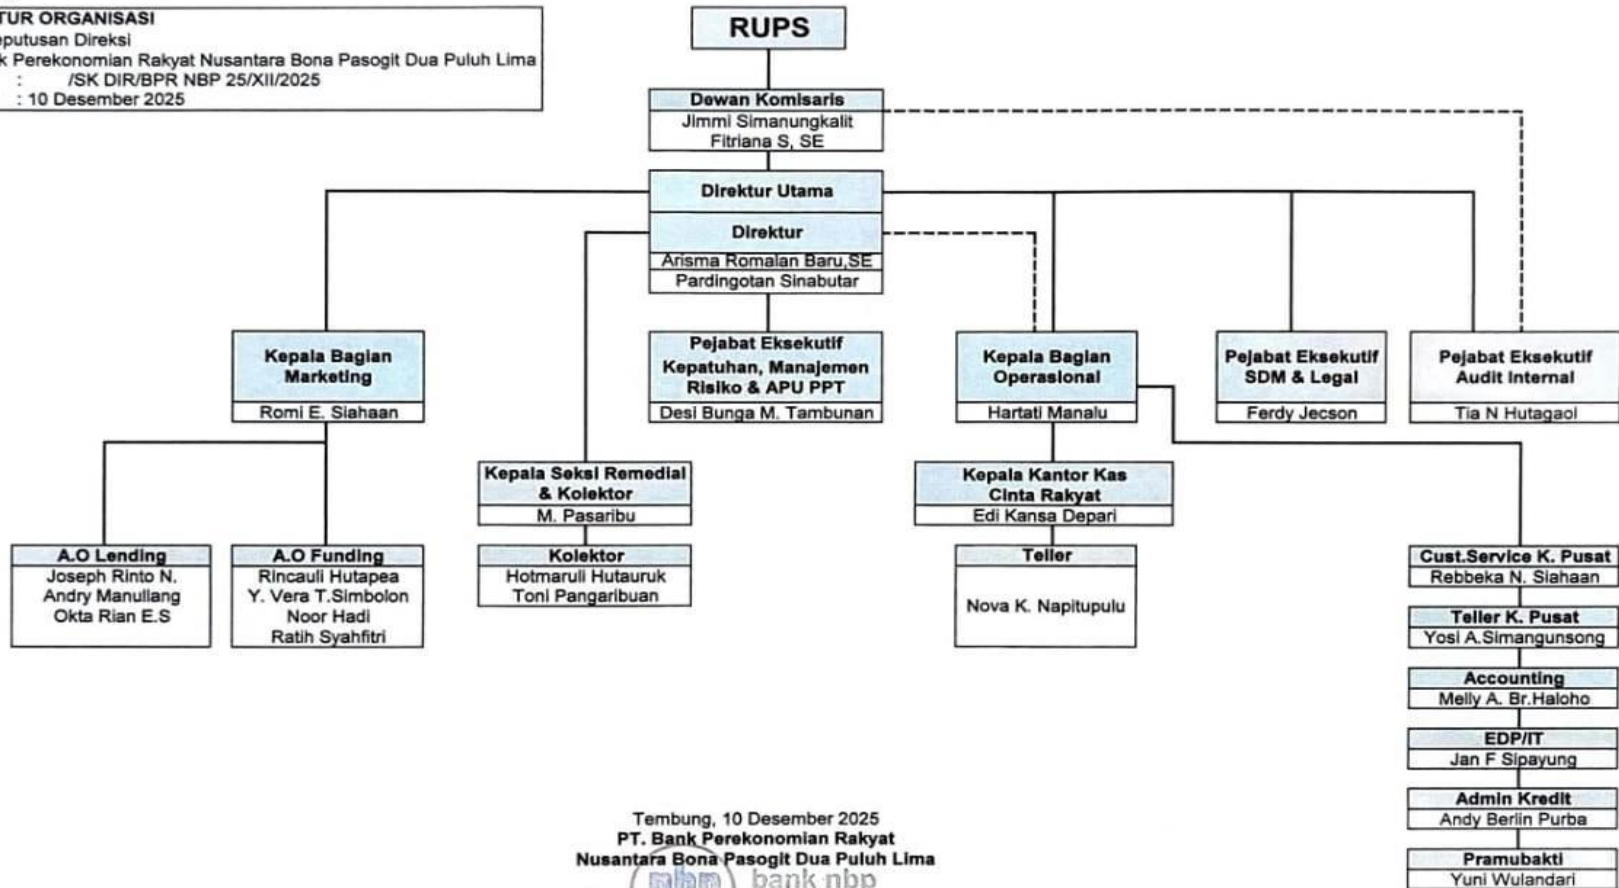 TUR ORGANISASI
eputusan Direksi
k Perekonomian Rakyat Nusantara Bona Pasogit Dua Puluh Lima
: /SK DIR/BPR NBP 25/XII/2025
: 10 Desember 2025
RUPS
Dewan Komisaris
Jimmi Simanungkalit
Fitriana S, SE
Direktur Utama
Direktur
Arisma Romalan Baru,SE
Pardingotan Sinabutar
Kepala Bagian
Marketing
Romi E. Siahaan
Pejabat Eksekutif
Kepatuhan, Manajemen
Risiko & APU PPT
Desi Bunga M. Tambunan
Kepala Bagian
Operasional
Hartati Manalu
Pejabat Eksekutif
SDM & Legal
Ferdy Jecson
Pejabat Eksekutif
Audit Internal
Tia N Hutagaol
Kepala Seksi Remedial
& Kolektor
M. Pasaribu
Kepala Kantor Kas
Cinta Rakyat
Edi Kansa Depari
A.O Lending
Joseph Rinto N.
Andry Manullang
Okta Rian E.S
A.O Funding
Rincauli Hutapea
Y. Vera T.Simbolon
Noor Hadi
Ratih Syahfitri
Kolektor
Hotmaruli Hutauruk
Toni Pangaribuan
Teller
Nova K. Napitupulu
Cust.Service K. Pusat
Rebbeka N. Siahaan
Teller K. Pusat
Yosi A.Simangunsong
Accounting
Melly A. Br.Haloho
EDP/IT
Jan F Sipayung
Admin Kredit
Andy Berlin Purba
Pramubakti
Yuni Wulandari
Tembung, 10 Desember 2025
PT. Bank Perekonomian Rakyat
Nusantara Bona Pasogit Dua Puluh Lima
nbp bank nbp